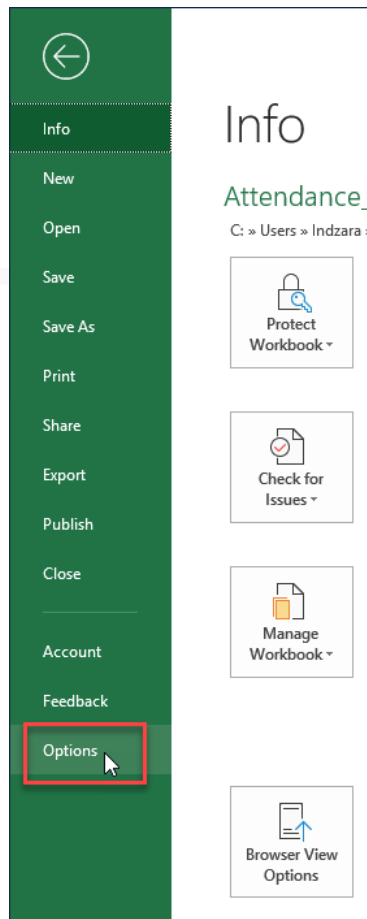 Info
New
Open
Save
Save As
Print
Share
Export
Publish
Close
Account
Feedback
Options
Info
Attendance_
C: » Users » Indzara »
Protect
Workbook
Check for
Issues
Manage
Workbook
Browser View
Options